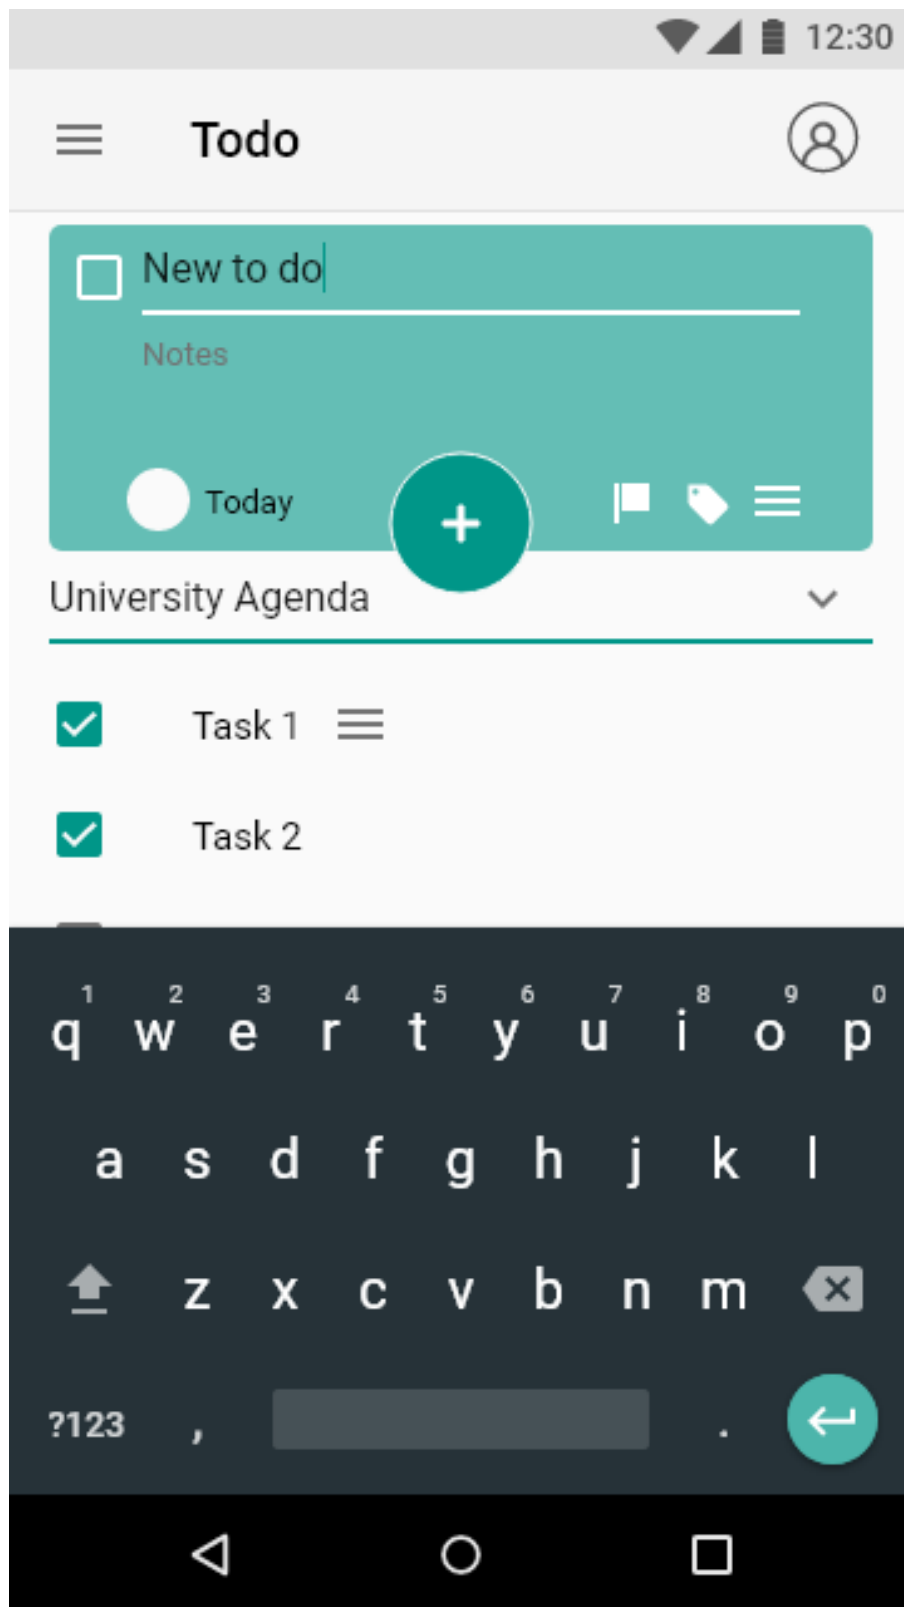 12:30
Todo
New to do
Notes
Today
University Agenda
Task 1
Task 2
1 2 3 4 5 6 7 8 9 0
q w e r t y u i o p
a s d f g h j k l
z x c v b n m
?123 , .